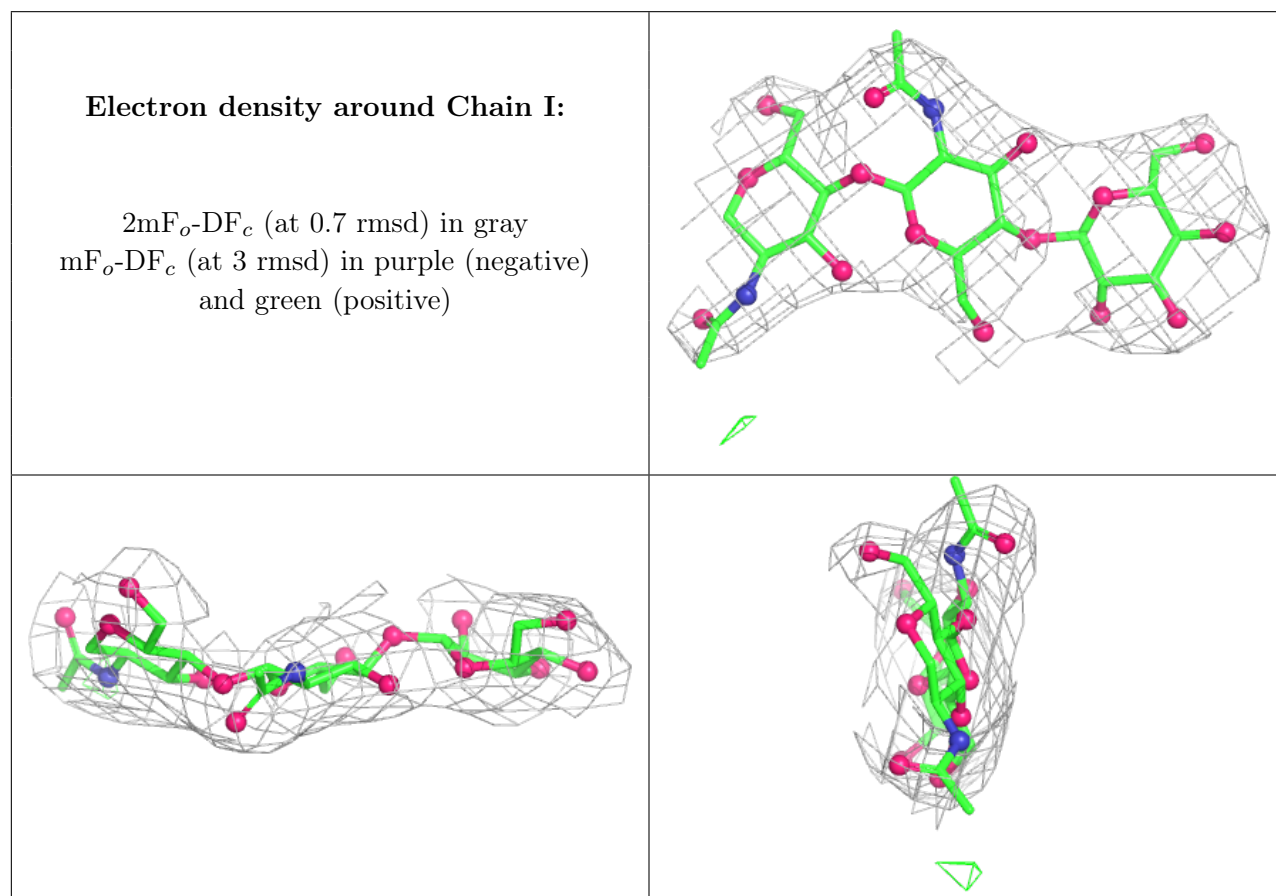 Electron density around Chain I:
2mFo-DFc (at 0.7 rmsd) in gray
mFo-DFc (at 3 rmsd) in purple (negative)
and green (positive)